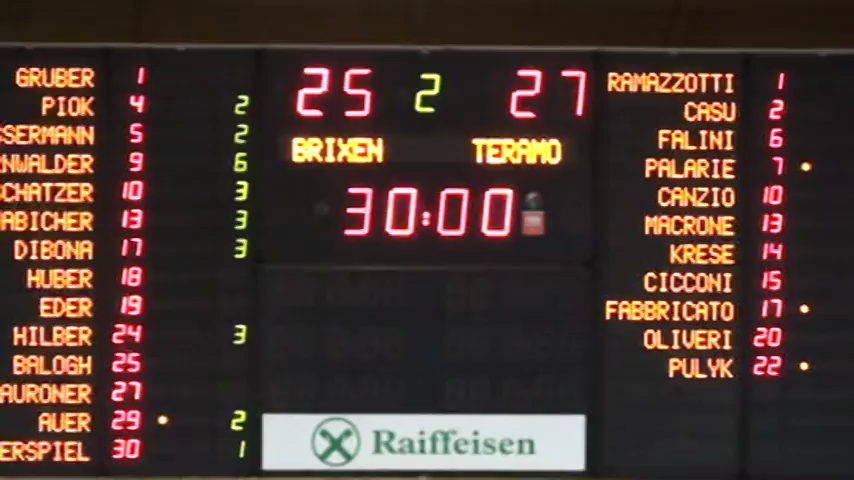 GRUBER 1
PIOK 4 2
SSERMANN 5 2
RNWALDER 9 6
CHATZER 10 3
ABICHER 13 3
DIBONA 17 3
HUBER 18
EDER 19
HILBER 24 3
BALOGH 25
AURONER 27
AUER 29 2
ERSPIEL 30 1
25 2 27
BRIXEN TERAMO
30:00
Raiffeisen
RAMAZZOTTI 1
CASU 2
FALINI 6
PALARIE 7
CANZIO 10
MACRONE 13
KRESE 14
CICCONI 15
FABBRICATO 17
OLIVERI 20
PULYK 22